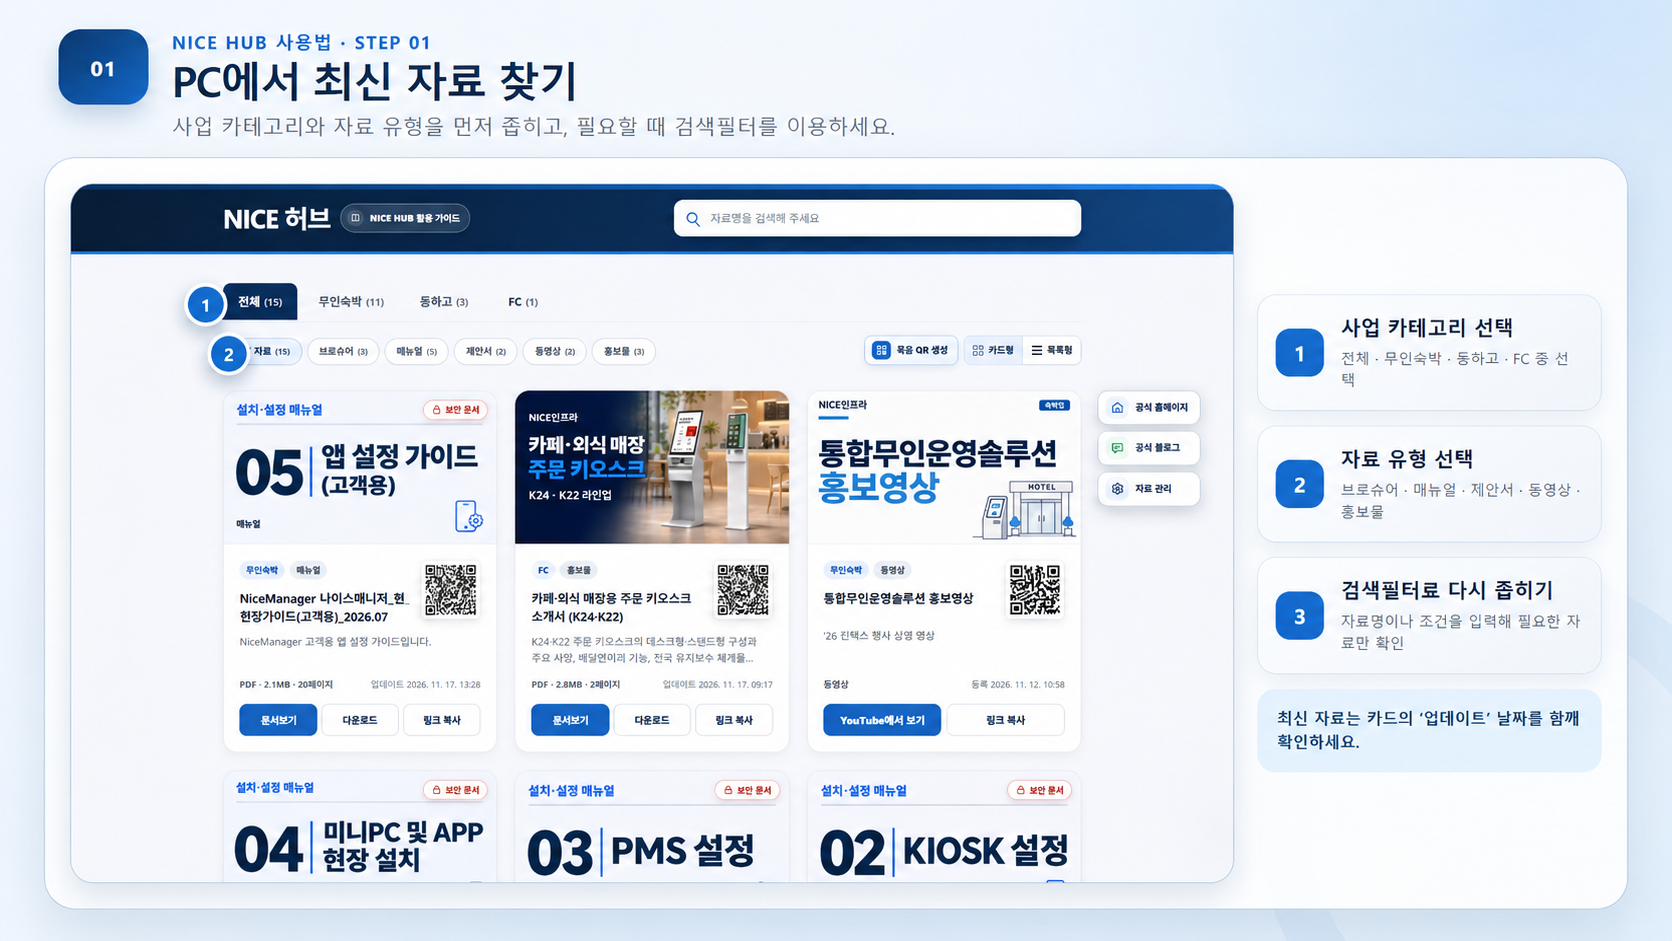 01
NICE HUB 사용법 · STEP 01
PC에서 최신 자료 찾기
사업 카테고리와 자료 유형을 먼저 좁히고, 필요할 때 검색필터를 이용하세요.
NICE 허브
NICE HUB 활용 가이드
자료명을 검색해 주세요
1
전체 (15)
무인숙박 (11)
동하고 (3)
FC (1)
2
자료 (15)
브로슈어 (3)
매뉴얼 (5)
제안서 (2)
동영상 (2)
홍보물 (3)
묶음 QR 생성
카드형
목록형
설치·설정 매뉴얼
보안 문서
05
앱 설정 가이드
(고객용)
매뉴얼
무인숙박
매뉴얼
NiceManager 나이스매니저_현_
현장가이드(고객용)_2026.07
NiceManager 고객용 앱 설정 가이드입니다.
PDF · 2.1MB · 20페이지
업데이트 2026. 11. 17. 13:28
문서보기
다운로드
링크 복사
NICE인프라
카페·외식 매장
주문 키오스크
K24 · K22 라인업
FC
홍보물
카페·외식 매장용 주문 키오스크
소개서 (K24·K22)
K24·K22 주문 키오스크의 데스크형·스탠드형 구성과
주요 사양, 배달연이괴 기능, 전국 유지보수 체계를...
PDF · 2.8MB · 2페이지
업데이트 2026. 11. 17. 09:17
문서보기
다운로드
링크 복사
NICE인프라
숙박업
통합무인운영솔루션
홍보영상
HOTEL
무인숙박
동영상
통합무인운영솔루션 홍보영상
'26 진택스 행사 상영 영상
동영상
등록 2026. 11. 12. 10:58
YouTube에서 보기
링크 복사
공식 홈페이지
공식 블로그
자료 관리
설치·설정 매뉴얼
보안 문서
04
미니PC 및 APP
현장 설치
설치·설정 매뉴얼
보안 문서
03
PMS 설정
설치·설정 매뉴얼
보안 문서
02
KIOSK 설정
1
사업 카테고리 선택
전체 · 무인숙박 · 동하고 · FC 중 선
택
2
자료 유형 선택
브로슈어 · 매뉴얼 · 제안서 · 동영상 ·
홍보물
3
검색필터로 다시 좁히기
자료명이나 조건을 입력해 필요한 자
료만 확인
최신 자료는 카드의 ‘업데이트’ 날짜를 함께
확인하세요.